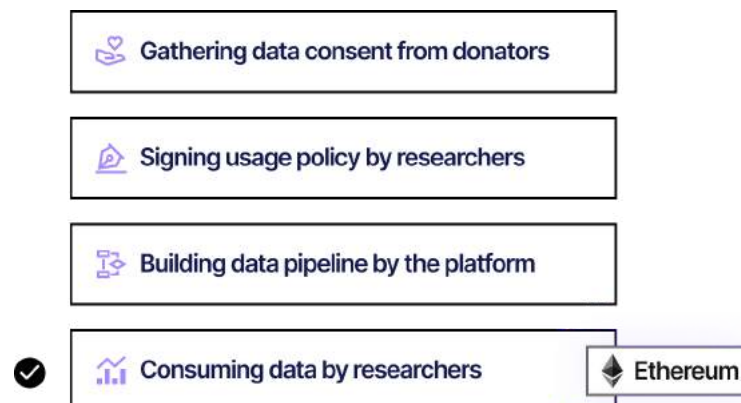 Gathering data consent from donators
Signing usage policy by researchers
Building data pipeline by the platform
Consuming data by researchers
Ethereum